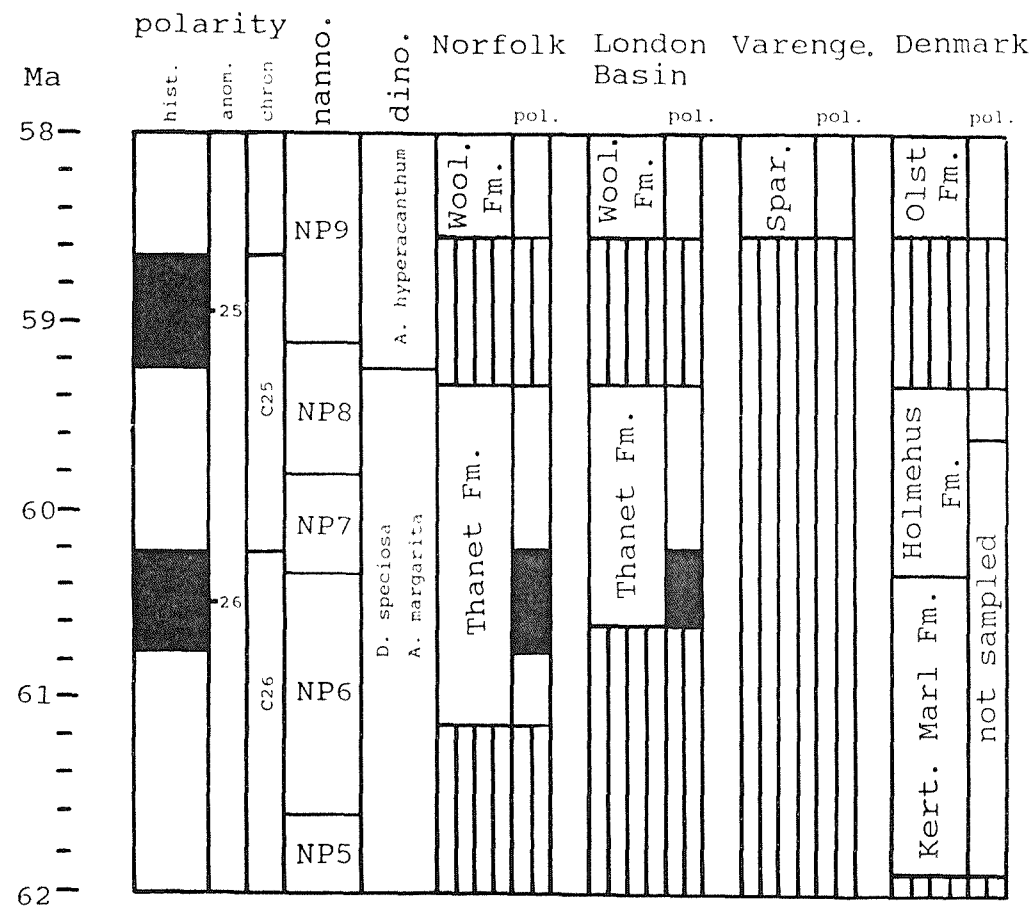 polarity
Ma
hist.
anom.
chron
nanno.
dino.
Norfolk
London
Basin
Varenge.
Denmark
pol.
pol.
pol.
pol.
58
59
60
61
62
25
26
C25
C26
NP9
NP8
NP7
NP6
NP5
A. hyperacanthum
D. speciosa
A. margarita
Wool.
Fm.
Thanet Fm.
Wool.
Fm.
Thanet Fm.
Spar.
Olst
Fm.
Holmehus
Fm.
Kert. Marl Fm.
not sampled